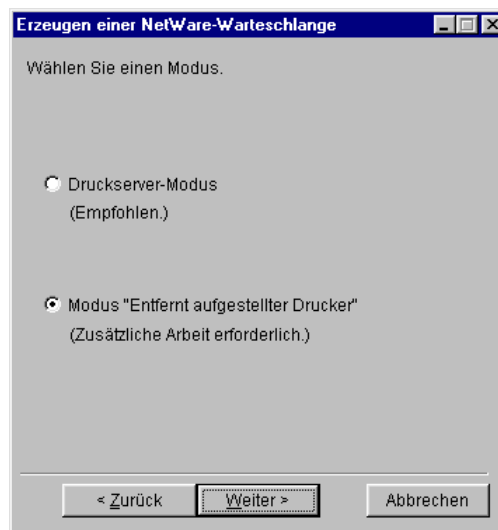 Erzeugen einer NetWare-Warteschlange
Wählen Sie einen Modus.
Druckserver-Modus
(Empfohlen.)
Modus "Entfernt aufgestellter Drucker"
(Zusätzliche Arbeit erforderlich.)
< Zurück Weiter > Abbrechen